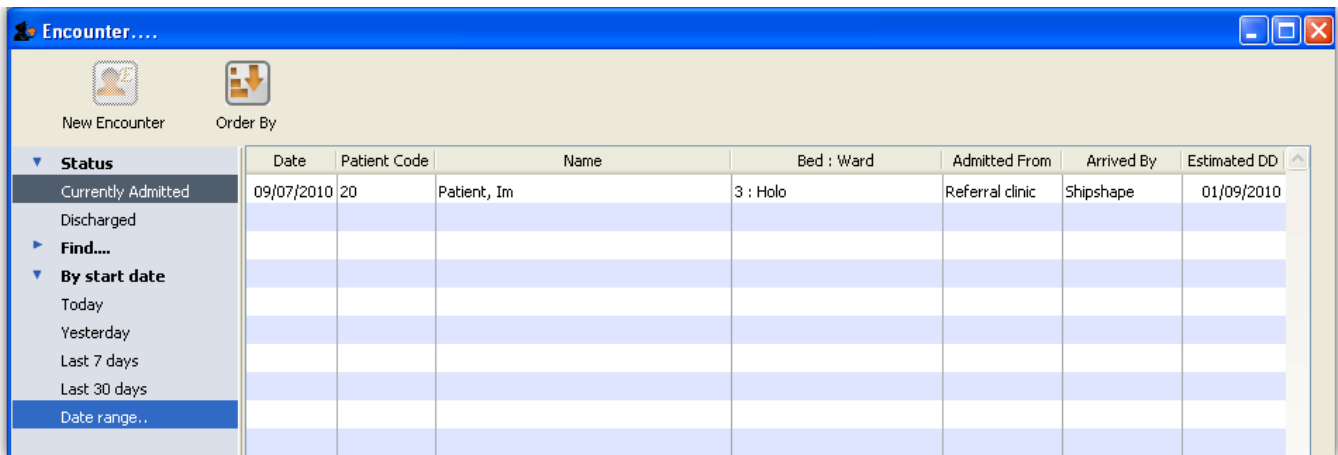 Encounter....
New Encounter
Order By
Status
Currently Admitted
Discharged
Find....
By start date
Today
Yesterday
Last 7 days
Last 30 days
Date range..
Date Patient Code Name Bed : Ward Admitted From Arrived By Estimated DD
09/07/2010 20 Patient, Im 3 : Holo Referral clinic Shipshape 01/09/2010